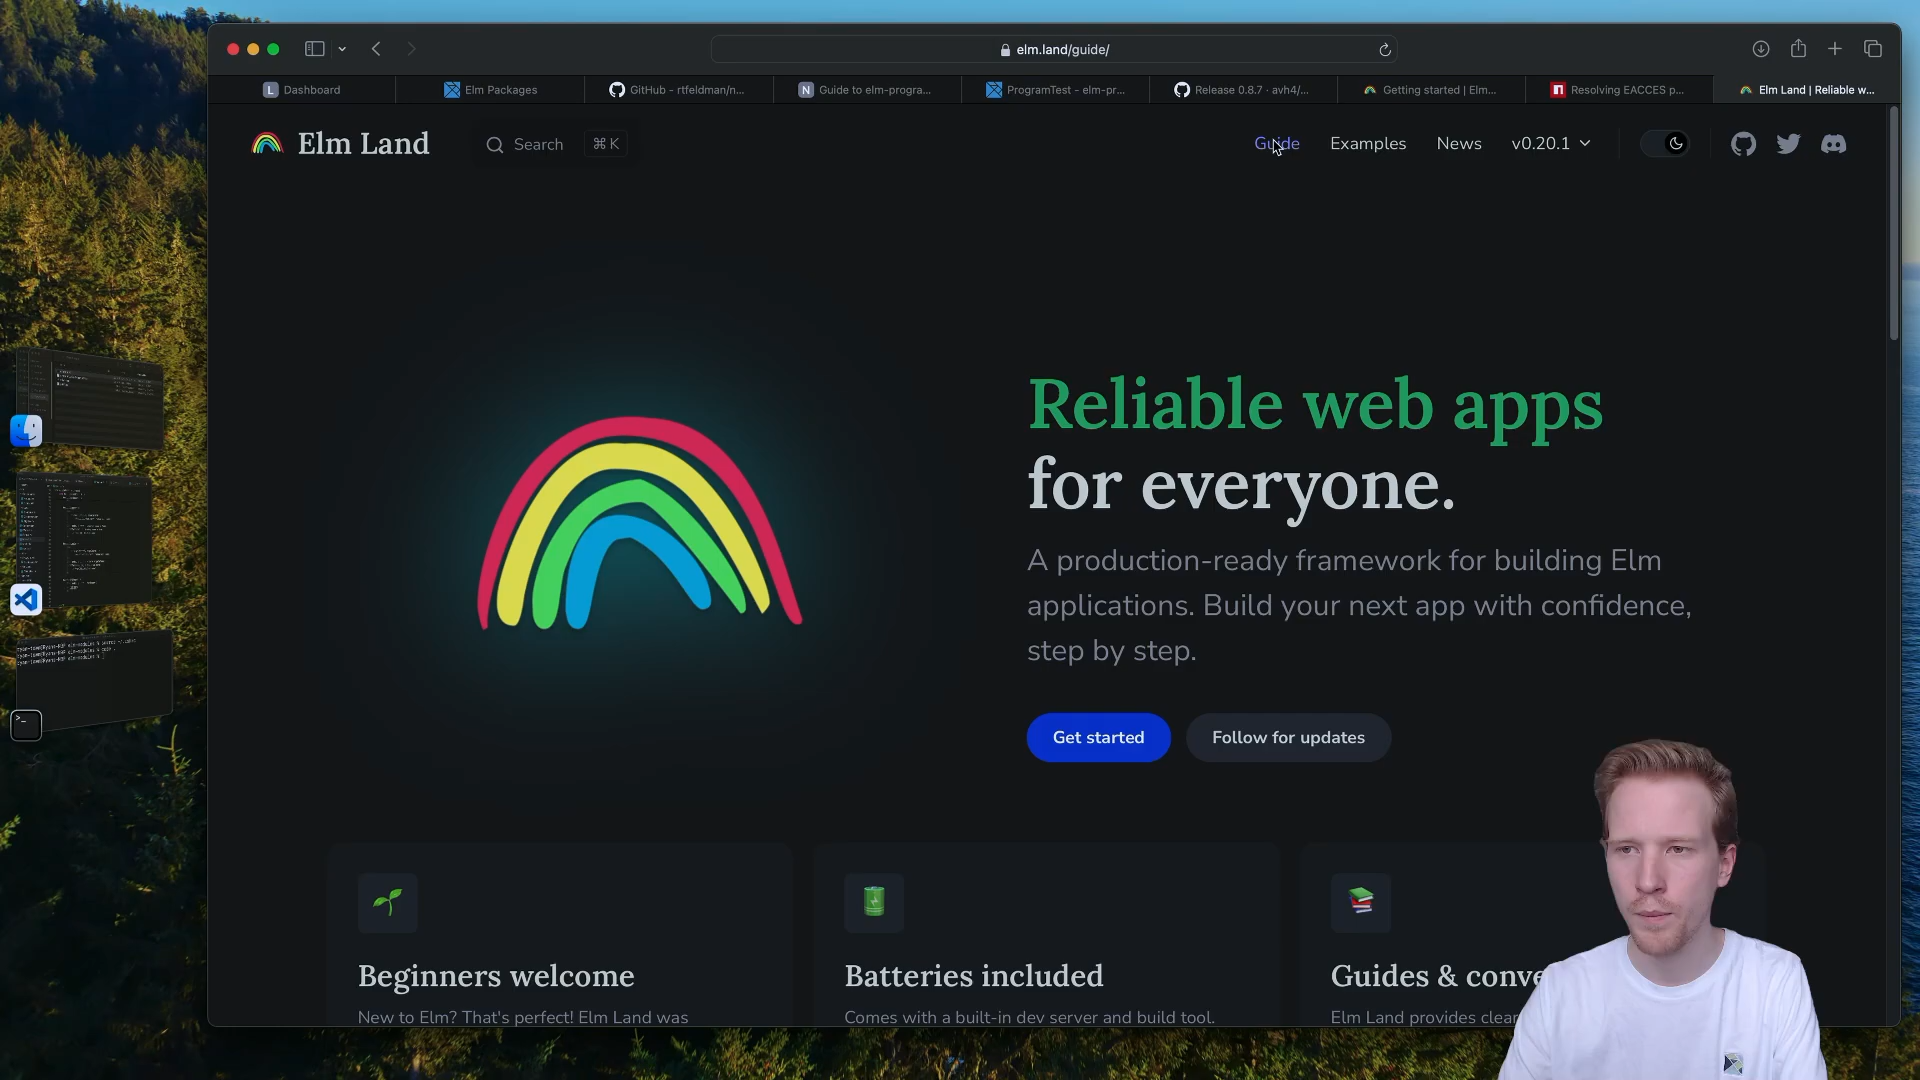 elm.land/guide/
L Dashboard
Elm Packages
GitHub - rtfeldman/n...
N Guide to elm-progra...
ProgramTest - elm-pr...
Release 0.8.7 · avh4/...
Getting started | Elm...
Resolving EACCES p...
Elm Land | Reliable w...
Elm Land
Search
⌘ K
Guide
Examples
News
v0.20.1
Reliable web apps
for everyone.
A production-ready framework for building Elm
applications. Build your next app with confidence,
step by step.
Get started
Follow for updates
Beginners welcome
New to Elm? That's perfect! Elm Land was
Batteries included
Comes with a built-in dev server and build tool.
Guides & conve
Elm Land provides clear